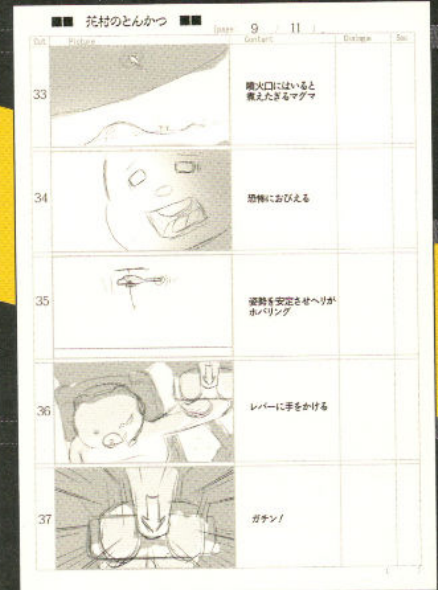 ■■ 花村のとんかつ ■■
(page 9 / 11 )
Cut Picture Contant Dialogue Sec
33
噴火口にはいると
煮えたぎるマグマ
34
恐怖におびえる
35
姿勢を安定させヘリが
ホバリング
36
レバーに手をかける
37
ガチン!